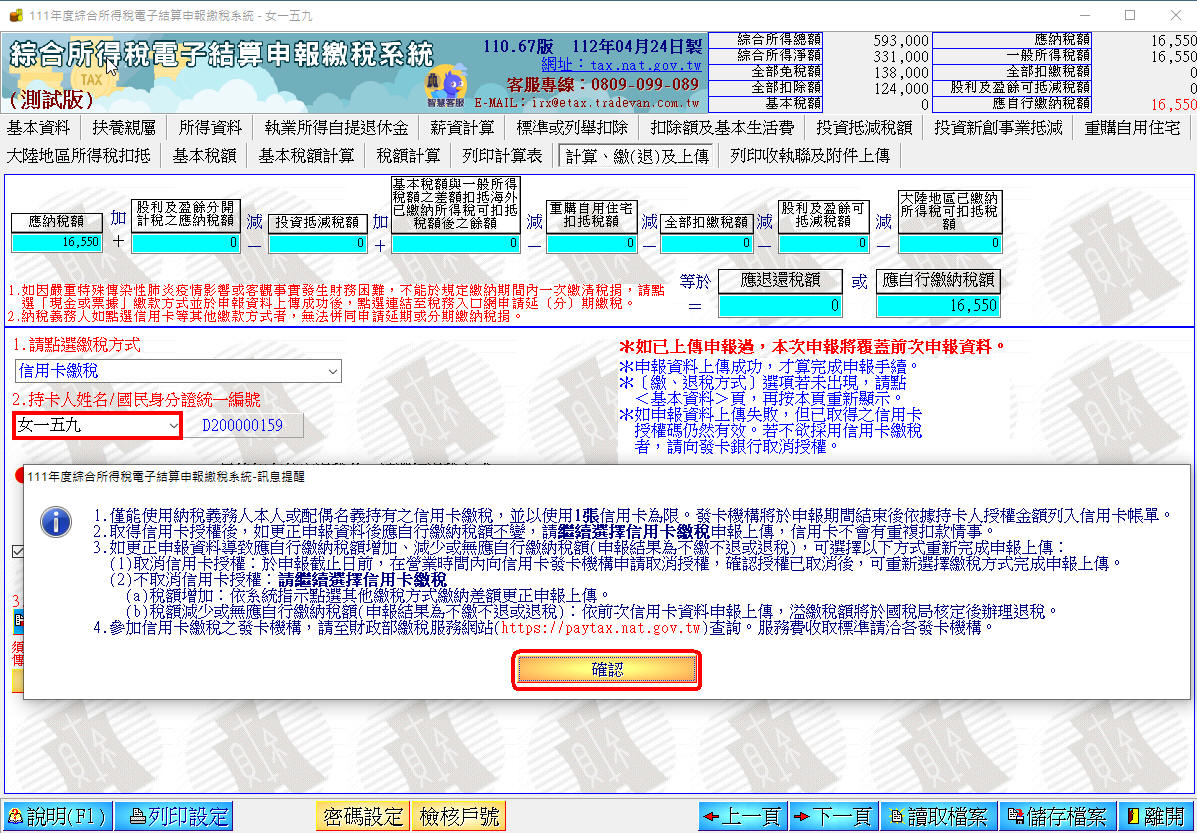 111年度綜合所得稅電子結算申報繳稅系統 - 女一五九
綜合所得稅電子結算申報繳稅系統
TAX
(測試版)
智慧客服
110.67版 112年04月24日製
網址：tax.nat.gov.tw
客服專線：0809-099-089
E-MAIL：irx@etax.tradevan.com.tw
綜合所得總額 593,000 應納稅額 16,550
綜合所得淨額 331,000 一般所得稅額 16,550
全部免稅額 138,000 全部扣繳稅額 0
全部扣除額 124,000 股利及盈餘可抵減稅額 0
基本稅額 0 應自行繳納稅額 16,550
基本資料 扶養親屬 所得資料 執業所得自提退休金 薪資計算 標準或列舉扣除 扣除額及基本生活費 投資抵減稅額 投資新創事業抵減 重購自用住宅
大陸地區所得稅扣抵 基本稅額 基本稅額計算 稅額計算 列印計算表 計算、繳(退)及上傳 列印收執聯及附件上傳
應納稅額
16,550
加
＋
股利及盈餘分開
計稅之應納稅額
0
減
－
投資抵減稅額
0
加
＋
基本稅額與一般所得
稅額之差額扣抵海外
已繳納所得稅可扣抵
稅額後之餘額
0
減
－
重購自用住宅
扣抵稅額
0
減
－
全部扣繳稅額
0
減
－
股利及盈餘可
抵減稅額
0
減
－
大陸地區已繳納
所得稅可扣抵稅
額
0
1.如因嚴重特殊傳染性肺炎疫情影響或客觀事實發生財務困難，不能於規定繳納期間內一次繳清稅捐，請點
選「現金或票據」繳款方式並於申報資料上傳成功後，點選連結至稅務入口網申請延（分）期繳稅。
2.納稅義務人如點選信用卡等其他繳款方式者，無法併同申請延期或分期繳納稅捐。
等於
＝
應退還稅額
0
或
應自行繳納稅額
16,550
1.請點選繳稅方式
信用卡繳稅
2.持卡人姓名/國民身分證統一編號
女一五九 D200000159
＊如已上傳申報過，本次申報將覆蓋前次申報資料。
＊申報資料上傳成功，才算完成申報手續。
＊〔繳、退稅方式〕選項若未出現，請點
＜基本資料＞頁，再按本頁重新顯示。
＊如申報資料上傳失敗，但已取得之信用卡
授權碼仍然有效。若不欲採用信用卡繳稅
者，請向發卡銀行取消授權。
111年度綜合所得稅電子結算申報繳稅系統-訊息提醒
1.僅能使用納稅義務人本人或配偶名義持有之信用卡繳稅，並以使用1張信用卡為限。發卡機構將於申報期間結束後依據持卡人授權金額列入信用卡帳單。
2.取得信用卡授權後，如更正申報資料後應自行繳納稅額不變，請繼續選擇信用卡繳稅申報上傳，信用卡不會有重複扣款情事。
3.如更正申報資料導致應自行繳納稅額增加、減少或無應自行繳納稅額(申報結果為不繳不退或退稅)，可選擇以下方式重新完成申報上傳：
(1)取消信用卡授權：於申報截止日前，在營業時間內向信用卡發卡機構申請取消授權，確認授權已取消後，可重新選擇繳稅方式完成申報上傳。
(2)不取消信用卡授權：請繼續選擇信用卡繳稅
(a)稅額增加：依系統指示點選其他繳稅方式繳納差額更正申報上傳。
(b)稅額減少或無應自行繳納稅額(申報結果為不繳不退或退稅)：依前次信用卡資料申報上傳，溢繳稅額將於國稅局核定後辦理退稅。
4.參加信用卡繳稅之發卡機構，請至財政部繳稅服務網站(https://paytax.nat.gov.tw)查詢。服務費收取標準請洽各發卡機構。
確認
3
須
傳
說明(F1) 列印設定 密碼設定 檢核戶號 上一頁 下一頁 讀取檔案 儲存檔案 離開